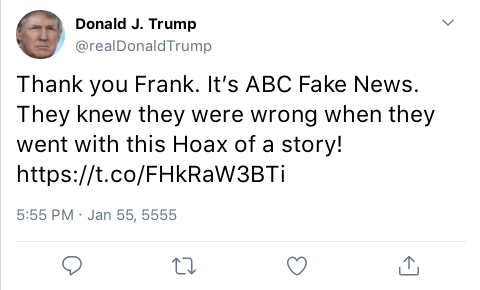 Donald J. Trump
@realDonaldTrump
Thank you Frank. It’s ABC Fake News.
They knew they were wrong when they
went with this Hoax of a story!
https://t.co/FHkRaW3BTi
5:55 PM · Jan 55, 5555